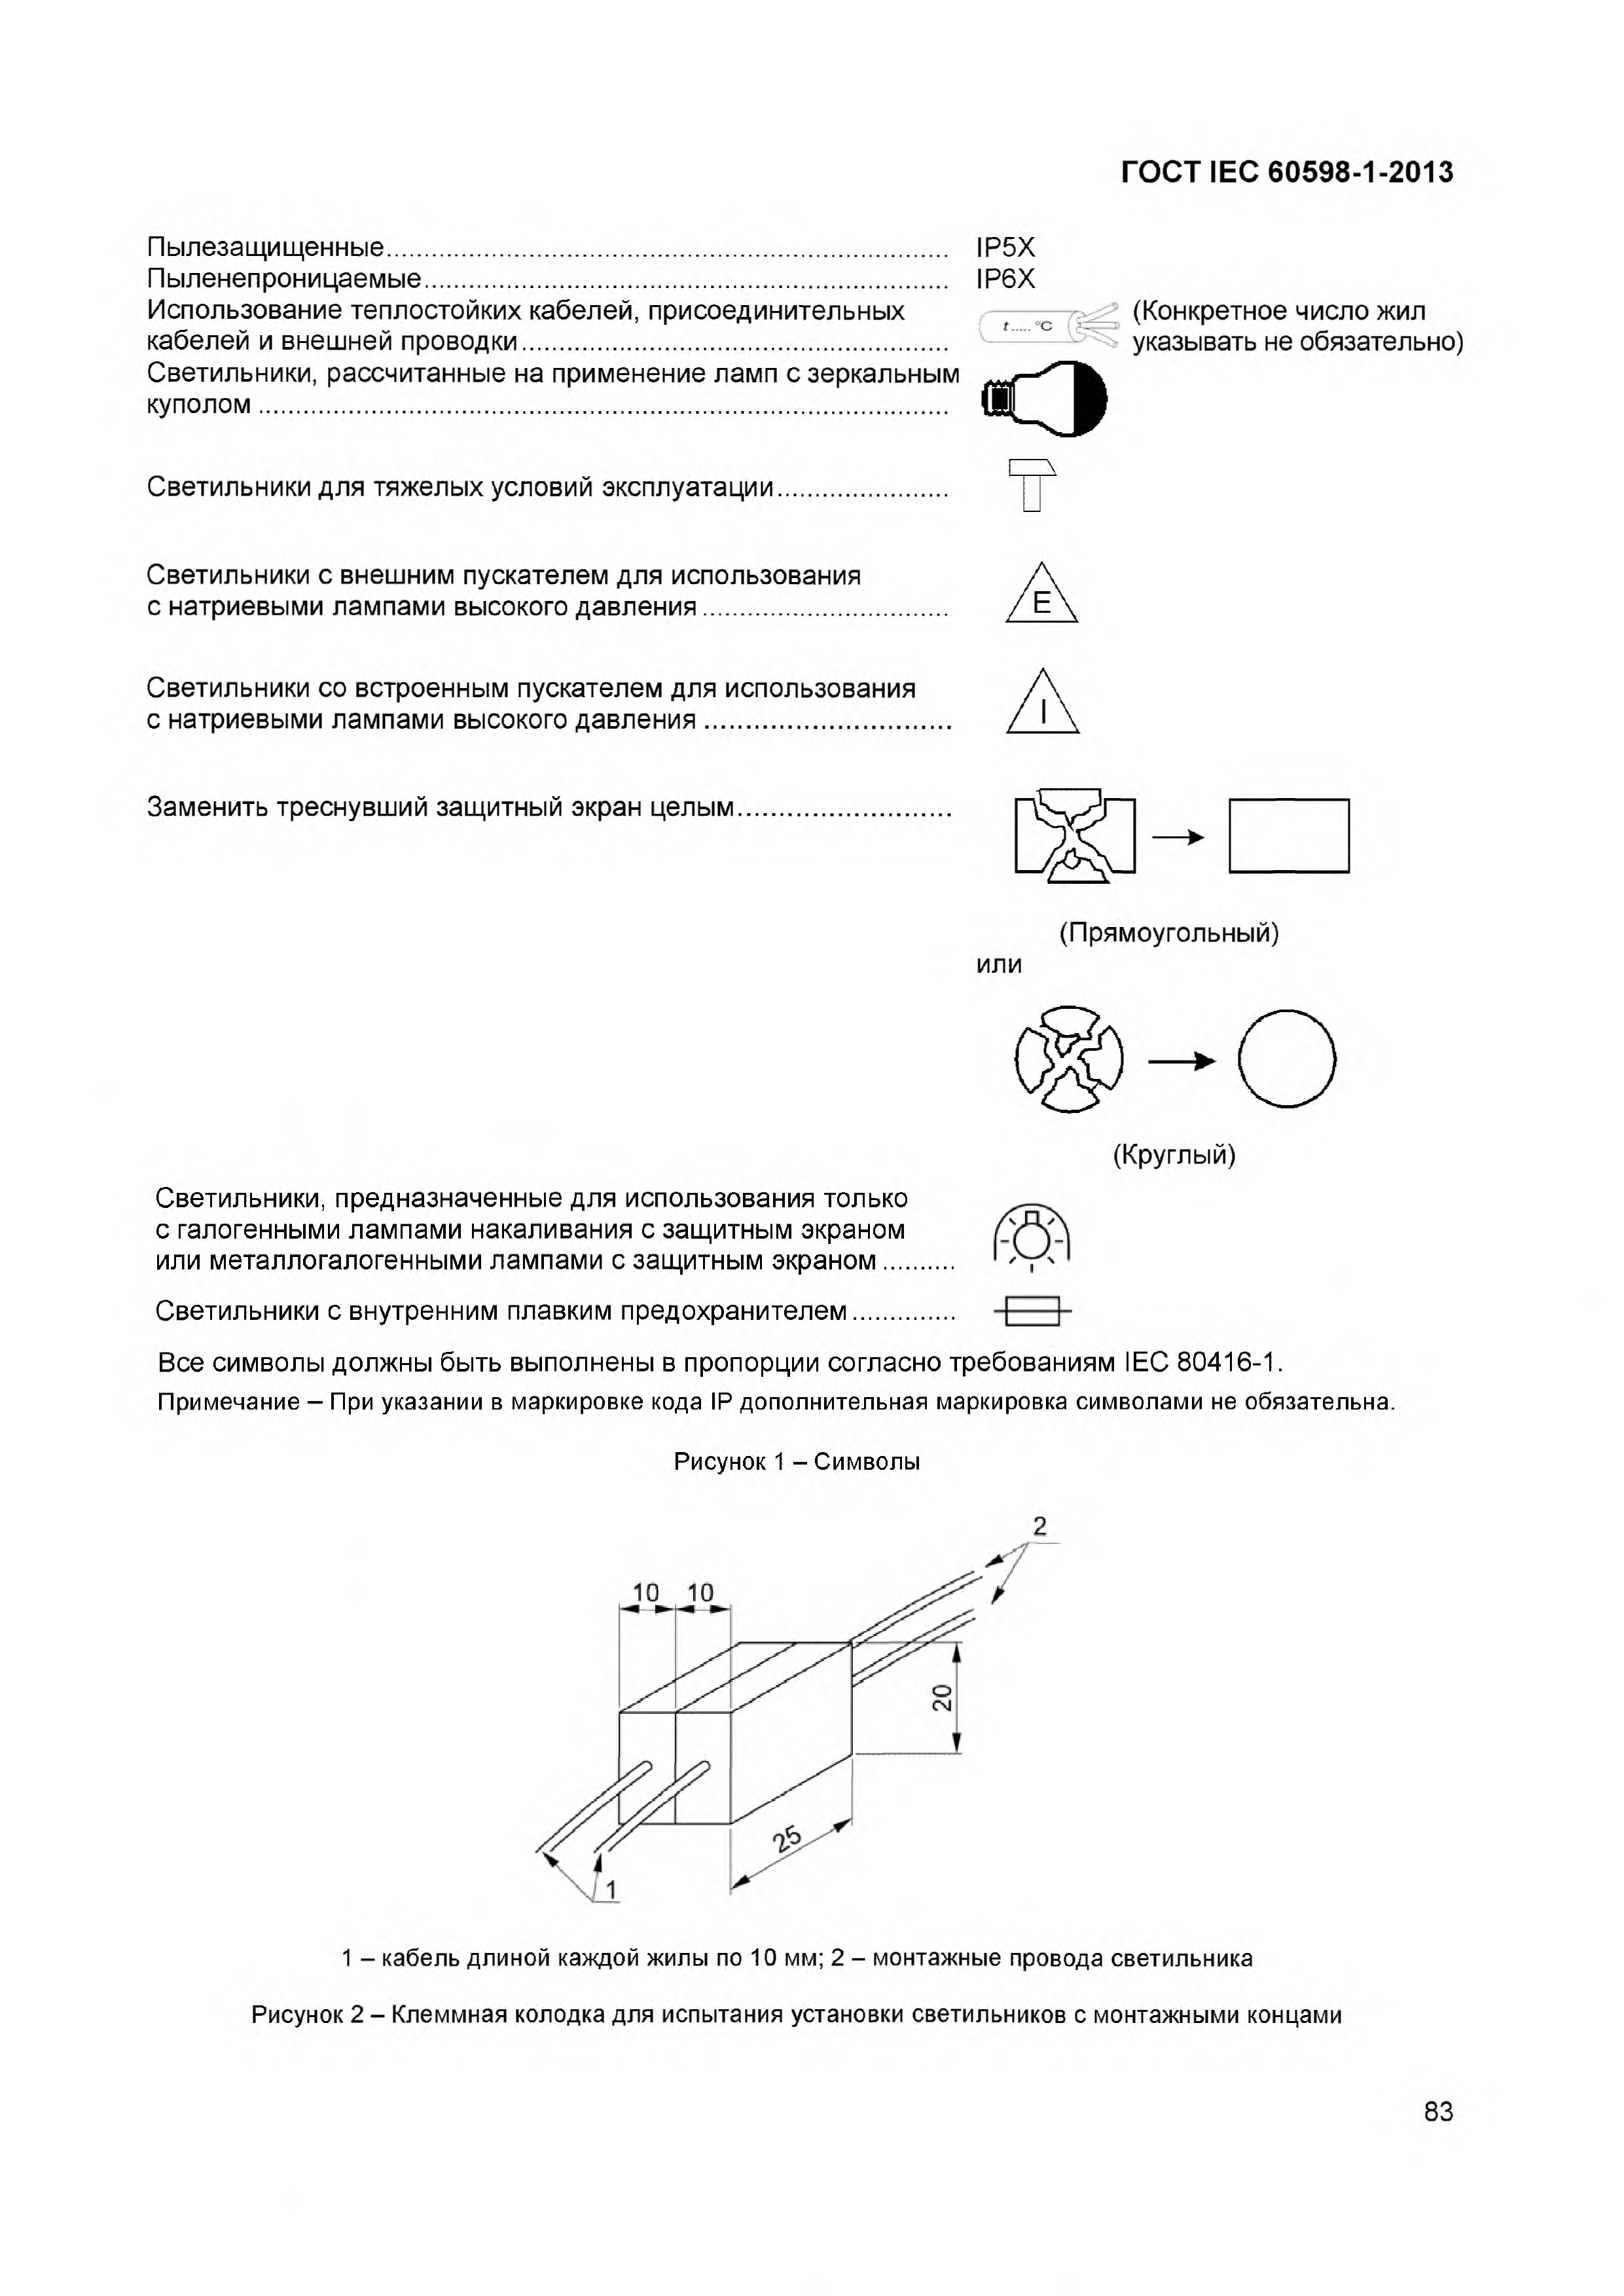 ГОСТ IEC 60598-1-2013
Пылезащищенные.......... IP5X
Пыленепроницаемые.......... IP6X
Использование теплостойких кабелей, присоединительных
кабелей и внешней проводки.......... t..... °C (Конкретное число жил
указывать не обязательно)
Светильники, рассчитанные на применение ламп с зеркальным
куполом..........
Светильники для тяжелых условий эксплуатации..........
Светильники с внешним пускателем для использования
с натриевыми лампами высокого давления.......... E
Светильники со встроенным пускателем для использования
с натриевыми лампами высокого давления.......... I
Заменить треснувший защитный экран целым..........
(Прямоугольный)
или
(Круглый)
Светильники, предназначенные для использования только
с галогенными лампами накаливания с защитным экраном
или металлогалогенными лампами с защитным экраном..........
Светильники с внутренним плавким предохранителем..........
Все символы должны быть выполнены в пропорции согласно требованиям IEC 80416-1.
Примечание – При указании в маркировке кода IP дополнительная маркировка символами не обязательна.
Рисунок 1 – Символы
2
10 10
20
25
1
1 – кабель длиной каждой жилы по 10 мм; 2 – монтажные провода светильника
Рисунок 2 – Клеммная колодка для испытания установки светильников с монтажными концами
83